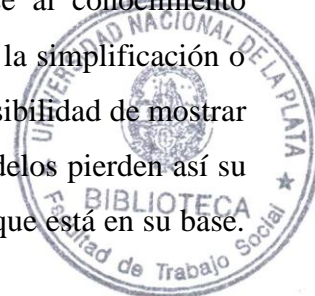 se al conocimiento
la simplificación o
sibilidad de mostrar
delos pierden así su
que está en su base.
UNIVERSIDAD NACIONAL DE LA PLATA
BIBLIOTECA
Facultad de Trabajo Social